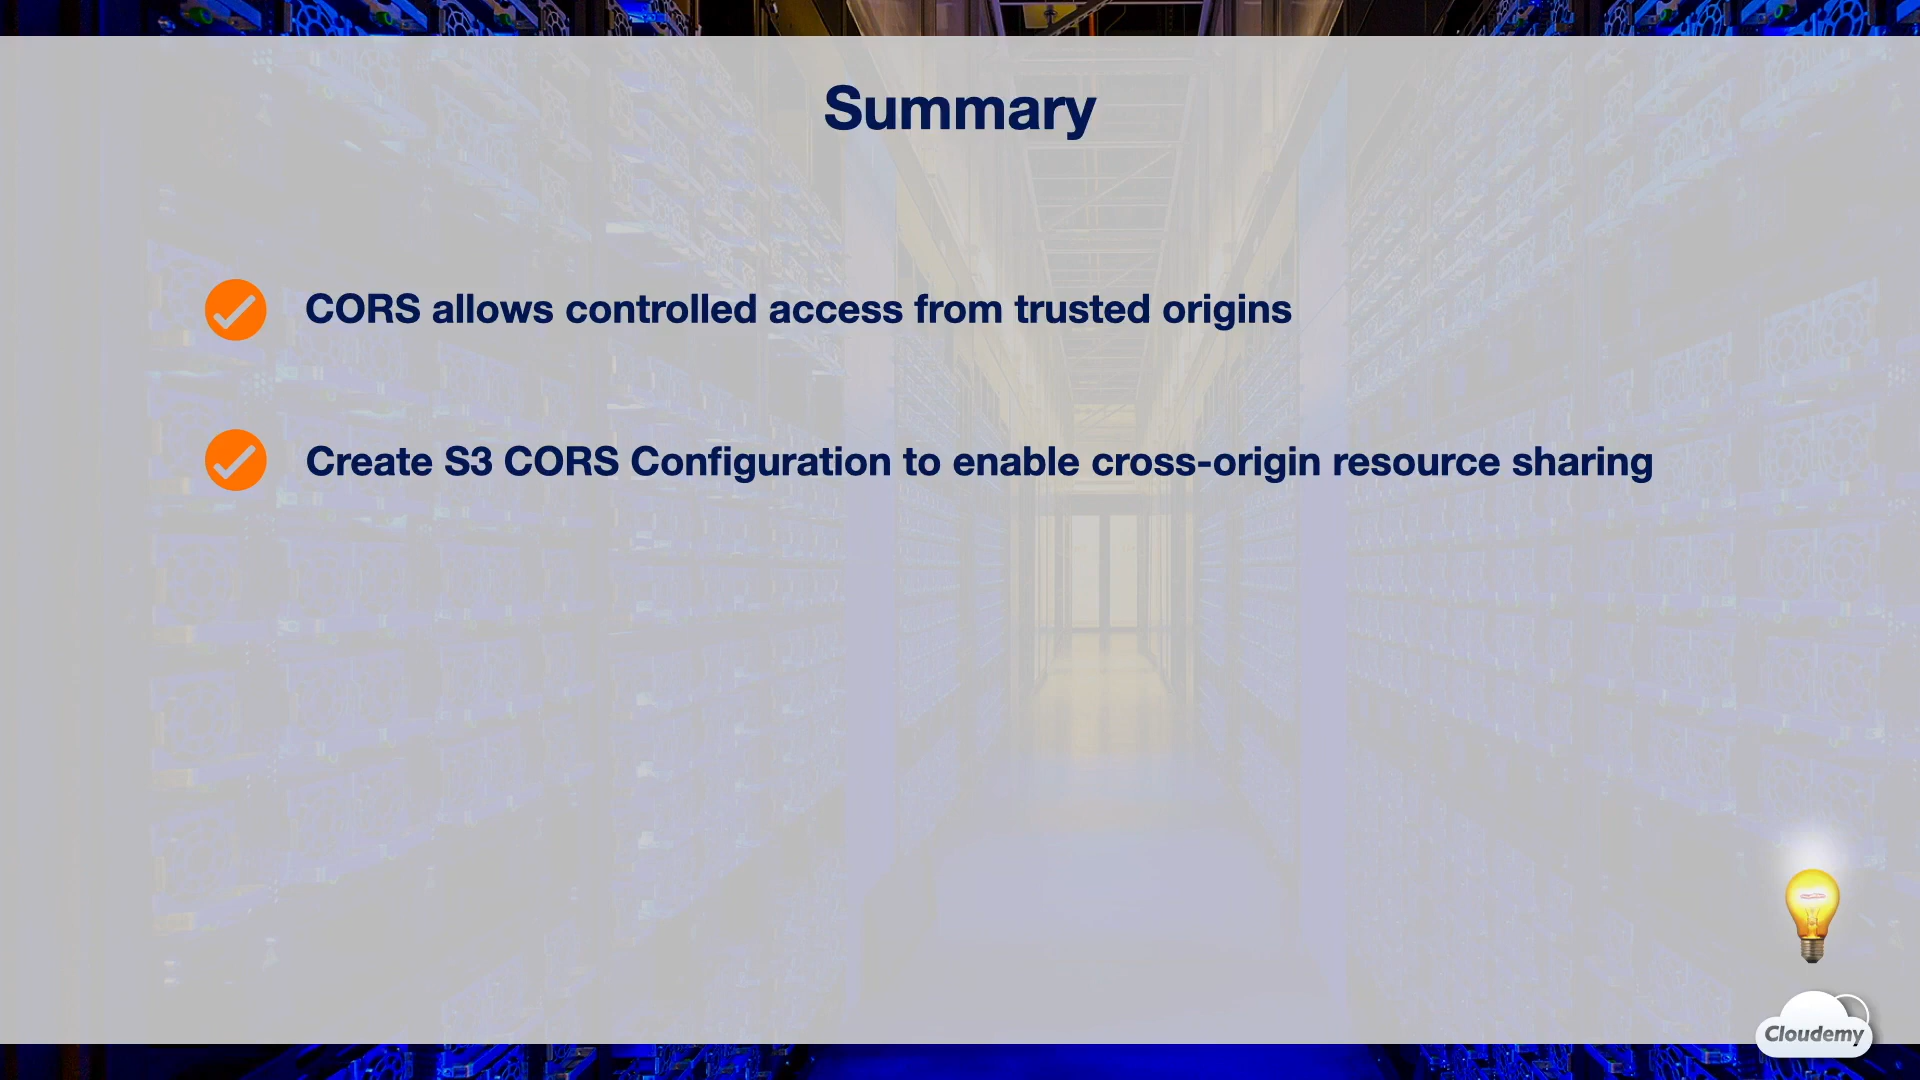 Summary
CORS allows controlled access from trusted origins
Create S3 CORS Configuration to enable cross-origin resource sharing
Cloudemy